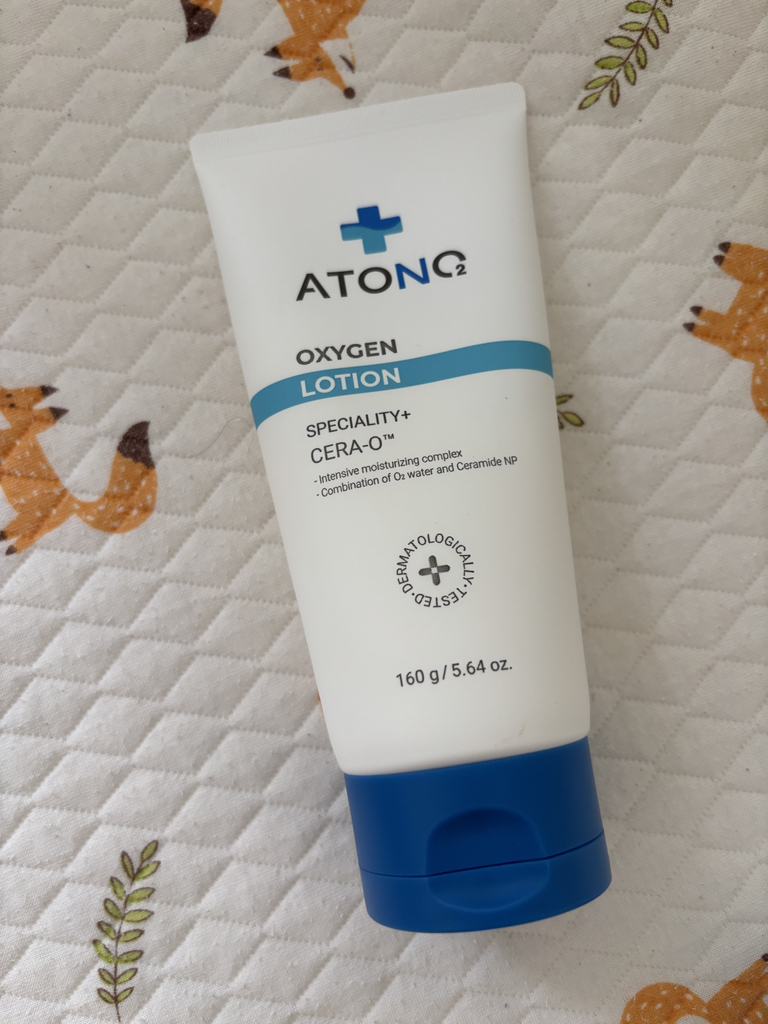 ATONO2
OXYGEN
LOTION
SPECIALITY+
CERA-O™
- Intensive moisturizing complex
- Combination of O₂ water and Ceramide NP
DERMATOLOGICALLY · TESTED ·
160 g / 5.64 oz.